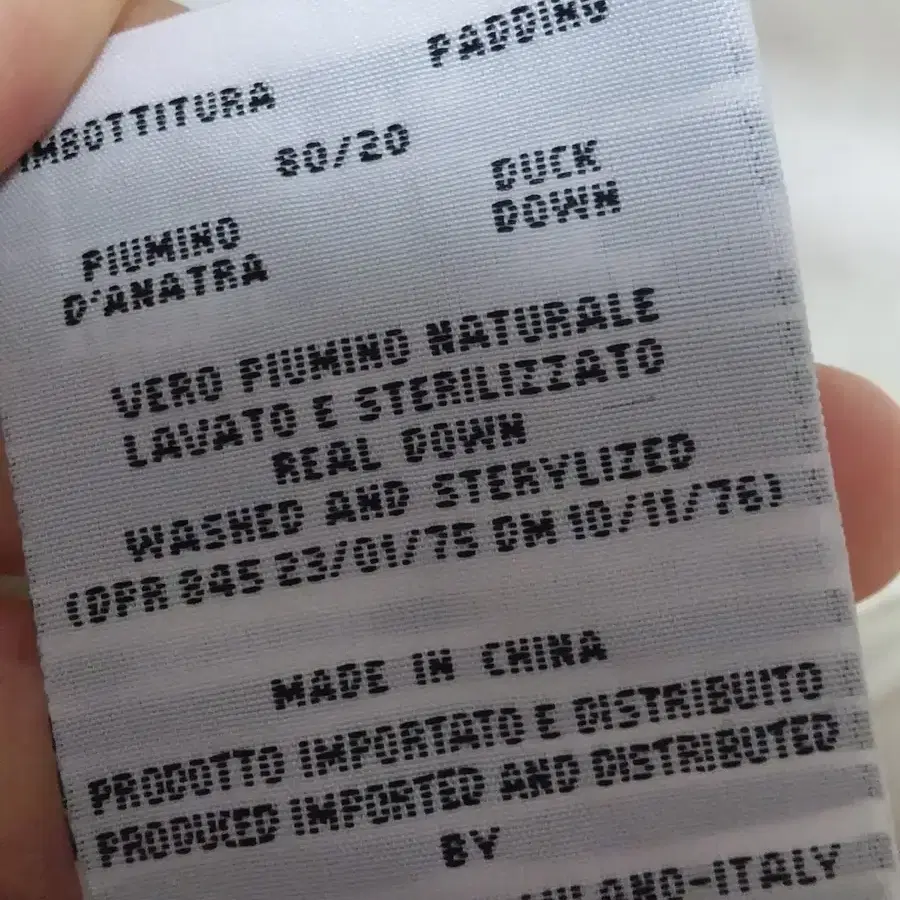 IMBOTTITURA PADDING
80/20
PIUMINO DUCK
D'ANATRA DOWN
VERO PIUMINO NATURALE
LAVATO E STERILIZZATO
REAL DOWN
WASHED AND STERYLIZED
(DPR 845 23/01/75 DM 10/11/76)
MADE IN CHINA
PRODOTTO IMPORTATO E DISTRIBUITO
PRODUCED IMPORTED AND DISTRIBUTED
BY
MILANO-ITALY